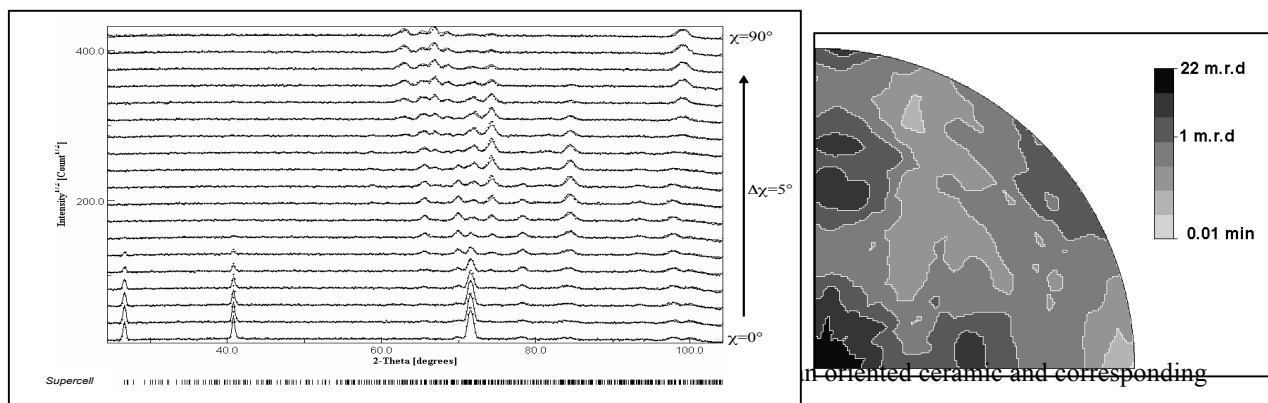 χ=90°
400.0
22 m.r.d
1 m.r.d
Intensity^1/2 [Count^1/2]
Δχ=5°
200.0
0.01 min
χ=0°
40.0 60.0 80.0 100.0
2-Theta [degrees]
oriented ceramic and corresponding
Supercell